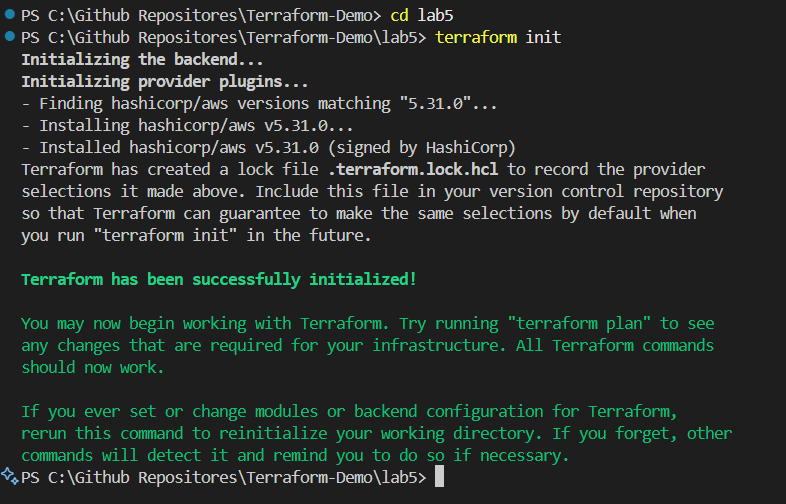 PS C:\Github Repositores\Terraform-Demo> cd lab5
PS C:\Github Repositores\Terraform-Demo\lab5> terraform init
Initializing the backend...
Initializing provider plugins...
- Finding hashicorp/aws versions matching "5.31.0"...
- Installing hashicorp/aws v5.31.0...
- Installed hashicorp/aws v5.31.0 (signed by HashiCorp)
Terraform has created a lock file .terraform.lock.hcl to record the provider
selections it made above. Include this file in your version control repository
so that Terraform can guarantee to make the same selections by default when
you run "terraform init" in the future.
Terraform has been successfully initialized!
You may now begin working with Terraform. Try running "terraform plan" to see
any changes that are required for your infrastructure. All Terraform commands
should now work.
If you ever set or change modules or backend configuration for Terraform,
rerun this command to reinitialize your working directory. If you forget, other
commands will detect it and remind you to do so if necessary.
PS C:\Github Repositores\Terraform-Demo\lab5>